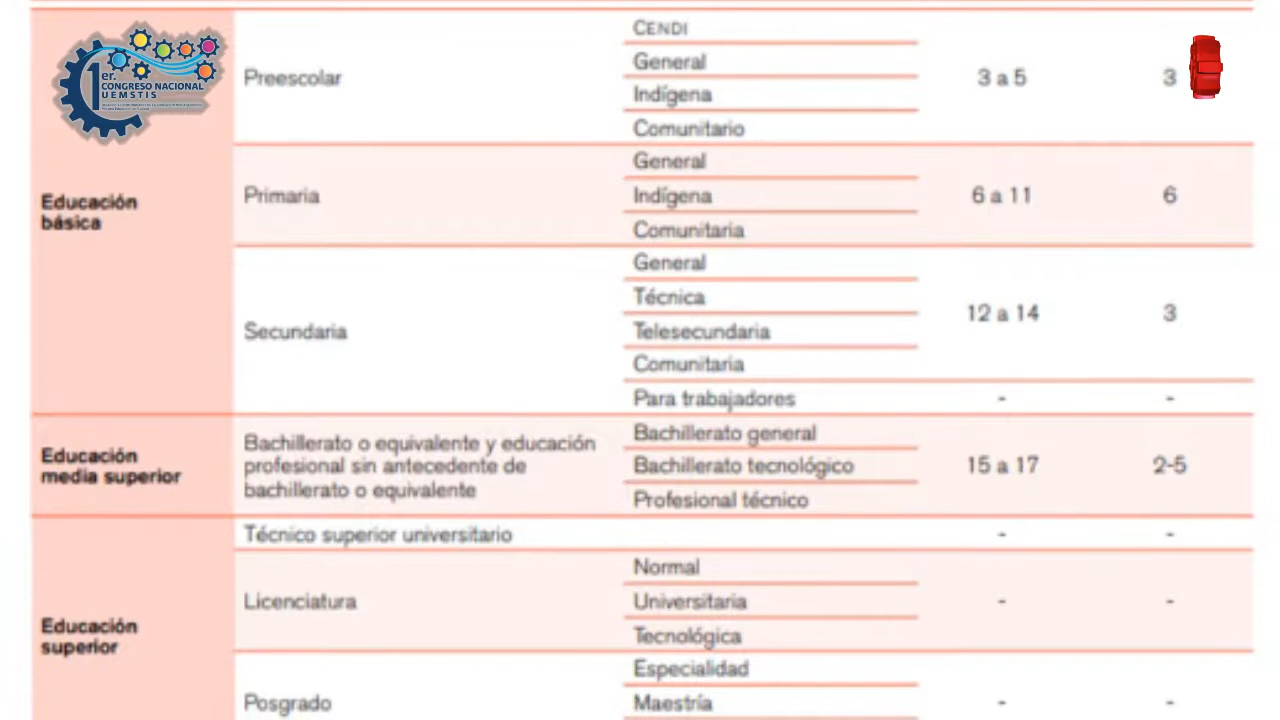 1er.
CONGRESO NACIONAL
UEMSTIS
Educación
básica
Preescolar
CENDI
General
Indígena
Comunitario
3 a 5
3
Primaria
General
Indígena
Comunitaria
6 a 11
6
Secundaria
General
Técnica
Telesecundaria
Comunitaria
12 a 14
3
Para trabajadores
-
-
Educación
media superior
Bachillerato o equivalente y educación
profesional sin antecedente de
bachillerato o equivalente
Bachillerato general
Bachillerato tecnológico
Profesional técnico
15 a 17
2-5
Educación
superior
Técnico superior universitario
-
-
Licenciatura
Normal
Universitaria
Tecnológica
-
-
Posgrado
Especialidad
Maestría
-
-